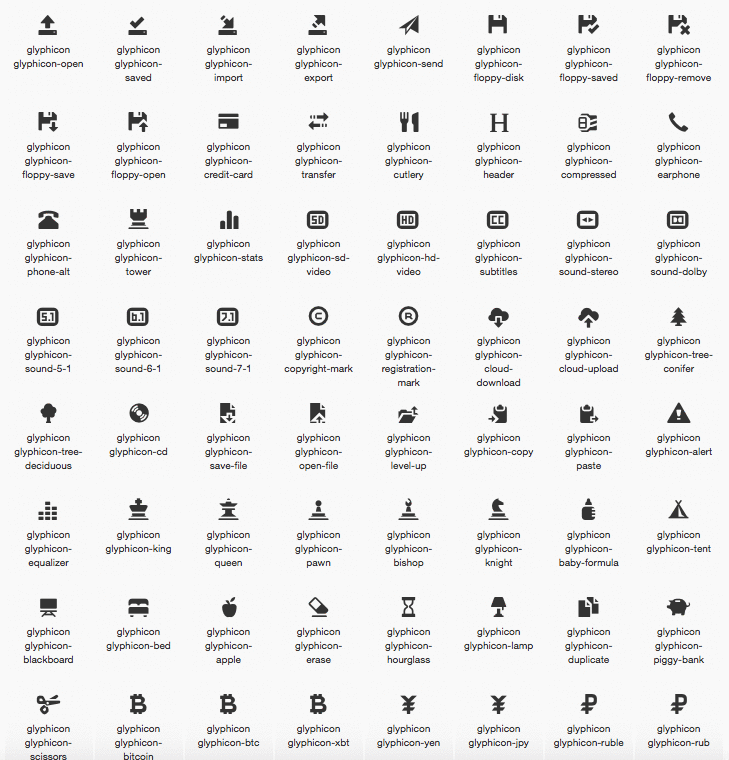 glyphicon
glyphicon-open
glyphicon
glyphicon-
saved
glyphicon
glyphicon-
import
glyphicon
glyphicon-
export
glyphicon
glyphicon-send
glyphicon
glyphicon-
floppy-disk
glyphicon
glyphicon-
floppy-saved
glyphicon
glyphicon-
floppy-remove
glyphicon
glyphicon-
floppy-save
glyphicon
glyphicon-
floppy-open
glyphicon
glyphicon-
credit-card
glyphicon
glyphicon-
transfer
glyphicon
glyphicon-
cutlery
H
glyphicon
glyphicon-
header
glyphicon
glyphicon-
compressed
glyphicon
glyphicon-
earphone
glyphicon
glyphicon-
phone-alt
glyphicon
glyphicon-
tower
glyphicon
glyphicon-stats
SD
glyphicon
glyphicon-sd-
video
HD
glyphicon
glyphicon-hd-
video
CC
glyphicon
glyphicon-
subtitles
glyphicon
glyphicon-
sound-stereo
glyphicon
glyphicon-
sound-dolby
5.1
glyphicon
glyphicon-
sound-5-1
6.1
glyphicon
glyphicon-
sound-6-1
7.1
glyphicon
glyphicon-
sound-7-1
©
glyphicon
glyphicon-
copyright-mark
®
glyphicon
glyphicon-
registration-
mark
glyphicon
glyphicon-
cloud-
download
glyphicon
glyphicon-
cloud-upload
glyphicon
glyphicon-tree-
conifer
glyphicon
glyphicon-tree-
deciduous
glyphicon
glyphicon-cd
glyphicon
glyphicon-
save-file
glyphicon
glyphicon-
open-file
glyphicon
glyphicon-
level-up
glyphicon
glyphicon-copy
glyphicon
glyphicon-
paste
glyphicon
glyphicon-alert
glyphicon
glyphicon-
equalizer
glyphicon
glyphicon-king
glyphicon
glyphicon-
queen
glyphicon
glyphicon-
pawn
glyphicon
glyphicon-
bishop
glyphicon
glyphicon-
knight
glyphicon
glyphicon-
baby-formula
glyphicon
glyphicon-tent
glyphicon
glyphicon-
blackboard
glyphicon
glyphicon-bed
glyphicon
glyphicon-
apple
glyphicon
glyphicon-
erase
glyphicon
glyphicon-
hourglass
glyphicon
glyphicon-lamp
glyphicon
glyphicon-
duplicate
glyphicon
glyphicon-
piggy-bank
glyphicon
glyphicon-
scissors
₿
glyphicon
glyphicon-
bitcoin
₿
glyphicon
glyphicon-btc
₿
glyphicon
glyphicon-xbt
¥
glyphicon
glyphicon-yen
¥
glyphicon
glyphicon-jpy
₽
glyphicon
glyphicon-ruble
₽
glyphicon
glyphicon-rub